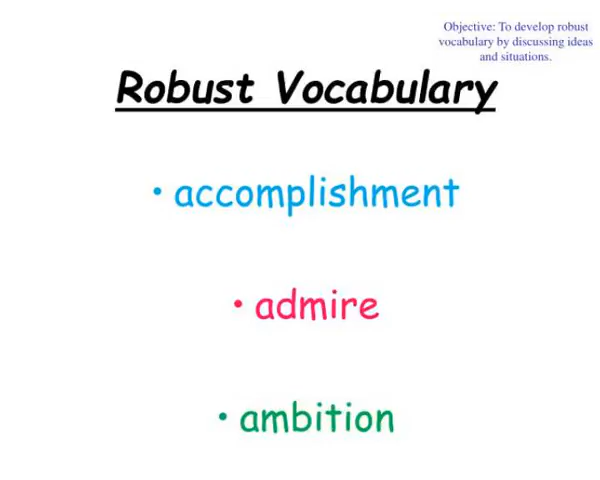 Objective: To develop robust
vocabulary by discussing ideas
and situations.
Robust Vocabulary
• accomplishment
• admire
• ambition